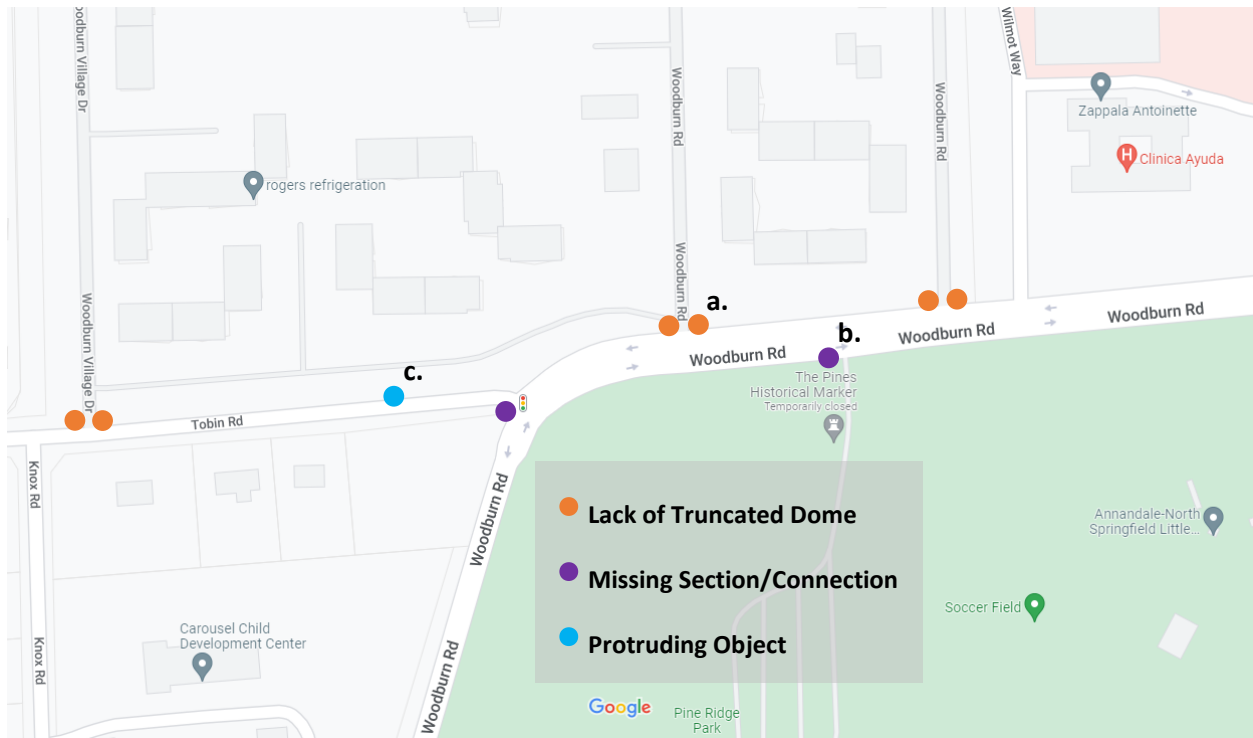 Woodburn Village Dr
Woodburn Rd
Woodburn Rd
Wilmot Way
Zappala Antoinette
H
Clinica Ayuda
rogers refrigeration
Woodburn Rd
a.
b.
Woodburn Rd
Woodburn Rd
Woodburn Rd
The Pines
Historical Marker
Temporarily closed
Woodburn Village Dr
c.
Tobin Rd
Knox Rd
Woodburn Rd
Lack of Truncated Dome
Missing Section/Connection
Protruding Object
Annandale-North
Springfield Little...
Soccer Field
Carousel Child
Development Center
Knox Rd
Woodburn Rd
Google
Pine Ridge
Park